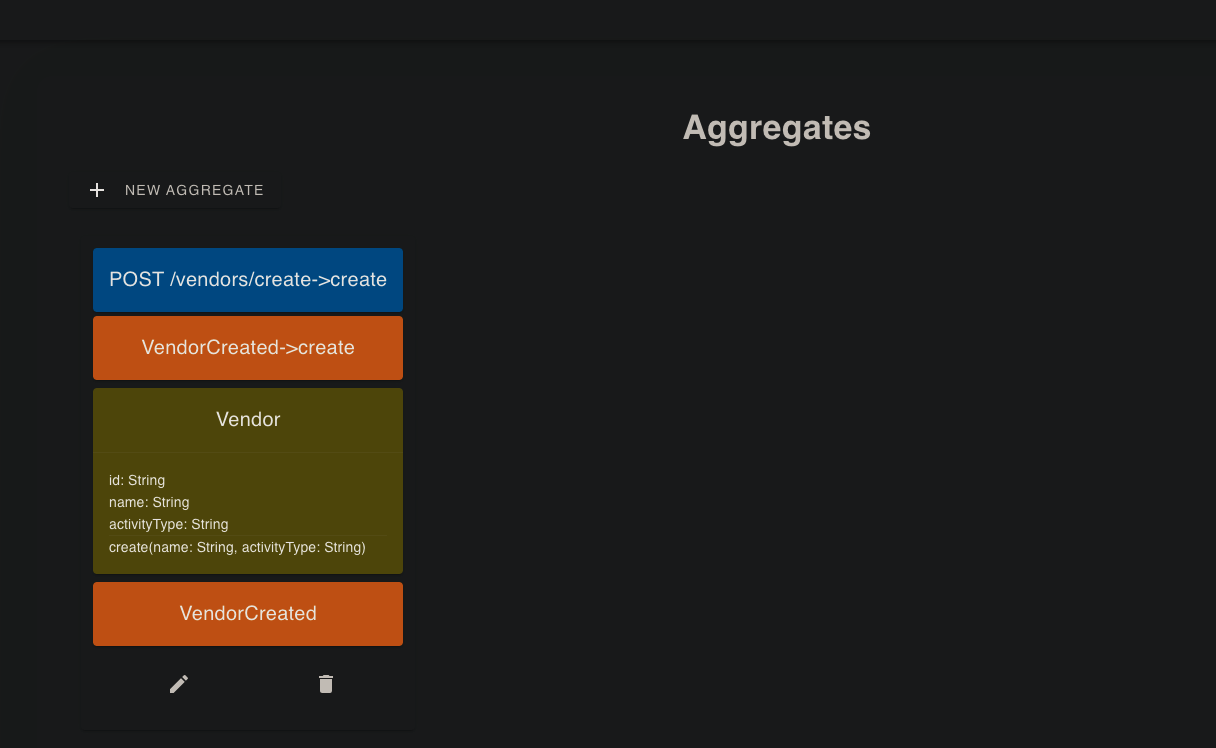 Aggregates
NEW AGGREGATE
POST /vendors/create->create
VendorCreated->create
Vendor
id: String
name: String
activityType: String
create(name: String, activityType: String)
VendorCreated